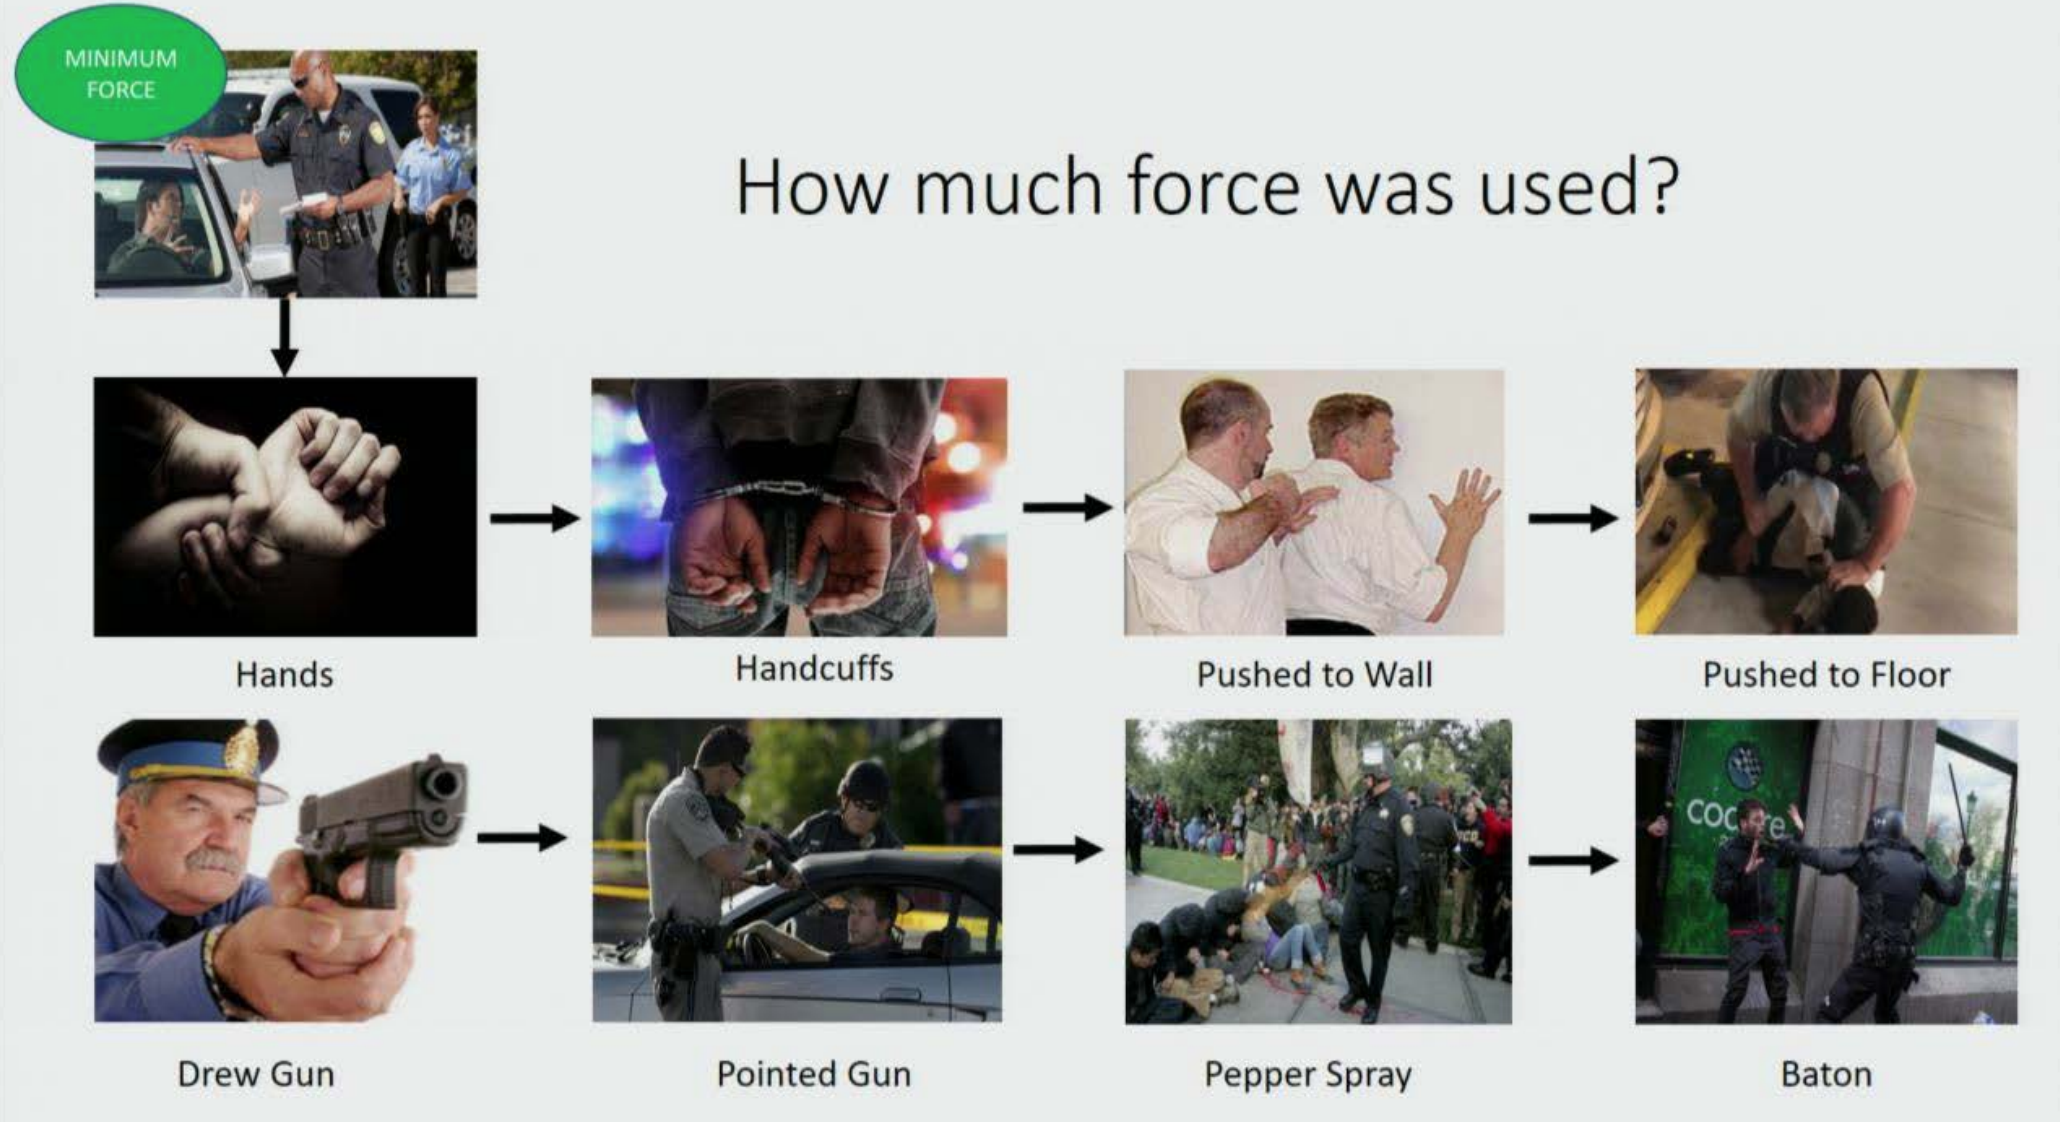 MINIMUM
FORCE
How much force was used?
Hands
Handcuffs
Pushed to Wall
Pushed to Floor
Drew Gun
Pointed Gun
Pepper Spray
Baton